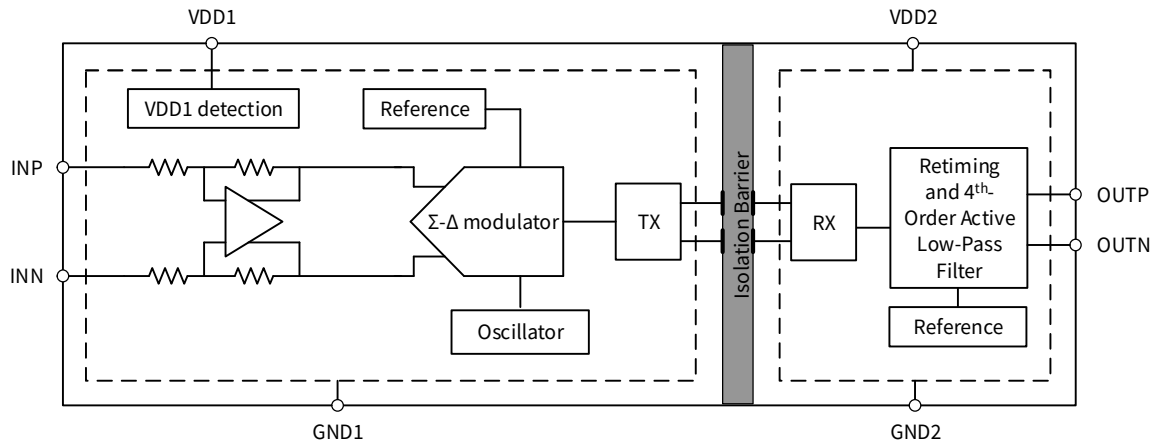 VDD1
VDD2
VDD1 detection
Reference
INP
INN
Σ-Δ modulator
Oscillator
TX
Isolation Barrier
RX
Retiming
and 4th-
Order Active
Low-Pass
Filter
Reference
OUTP
OUTN
GND1
GND2